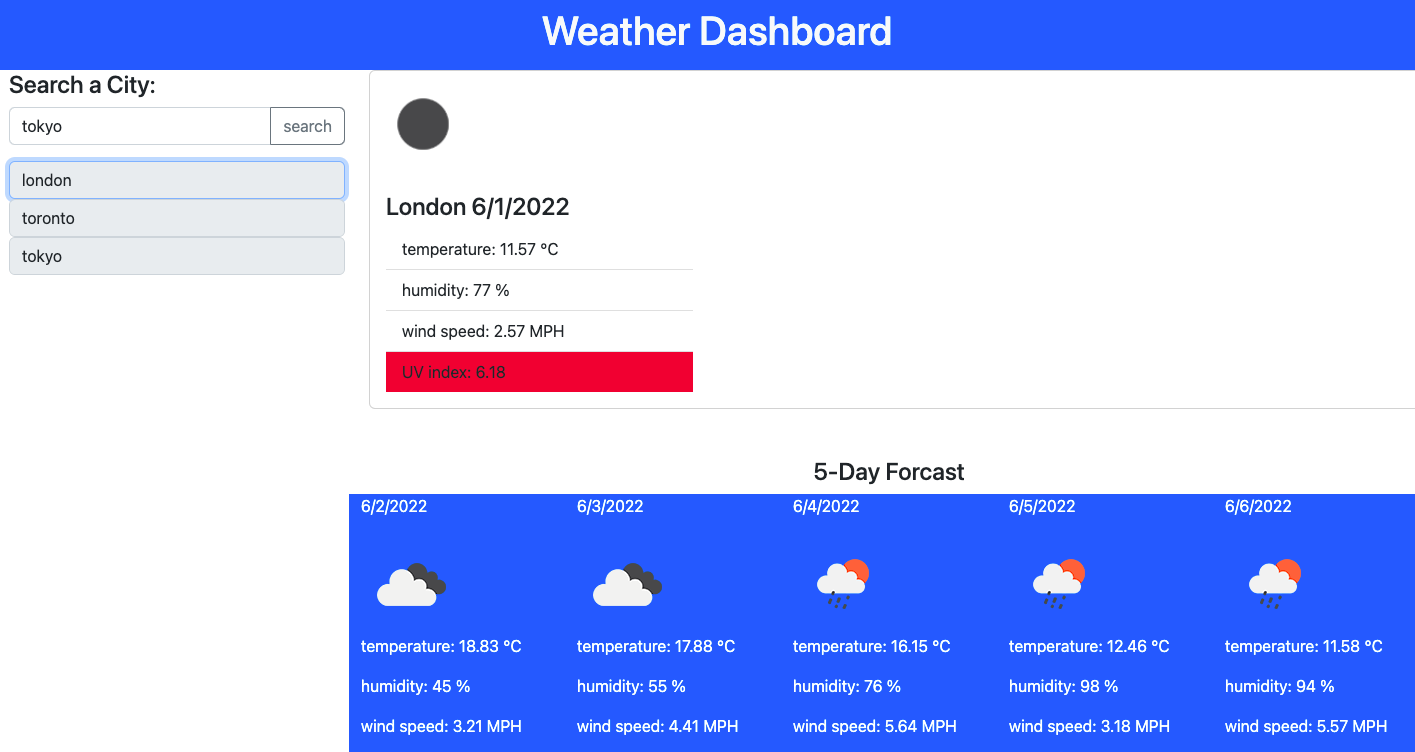 Weather Dashboard
Search a City:
tokyo
search
london
toronto
tokyo
London 6/1/2022
temperature: 11.57 °C
humidity: 77 %
wind speed: 2.57 MPH
UV index: 6.18
5-Day Forcast
6/2/2022
temperature: 18.83 °C
humidity: 45 %
wind speed: 3.21 MPH
6/3/2022
temperature: 17.88 °C
humidity: 55 %
wind speed: 4.41 MPH
6/4/2022
temperature: 16.15 °C
humidity: 76 %
wind speed: 5.64 MPH
6/5/2022
temperature: 12.46 °C
humidity: 98 %
wind speed: 3.18 MPH
6/6/2022
temperature: 11.58 °C
humidity: 94 %
wind speed: 5.57 MPH